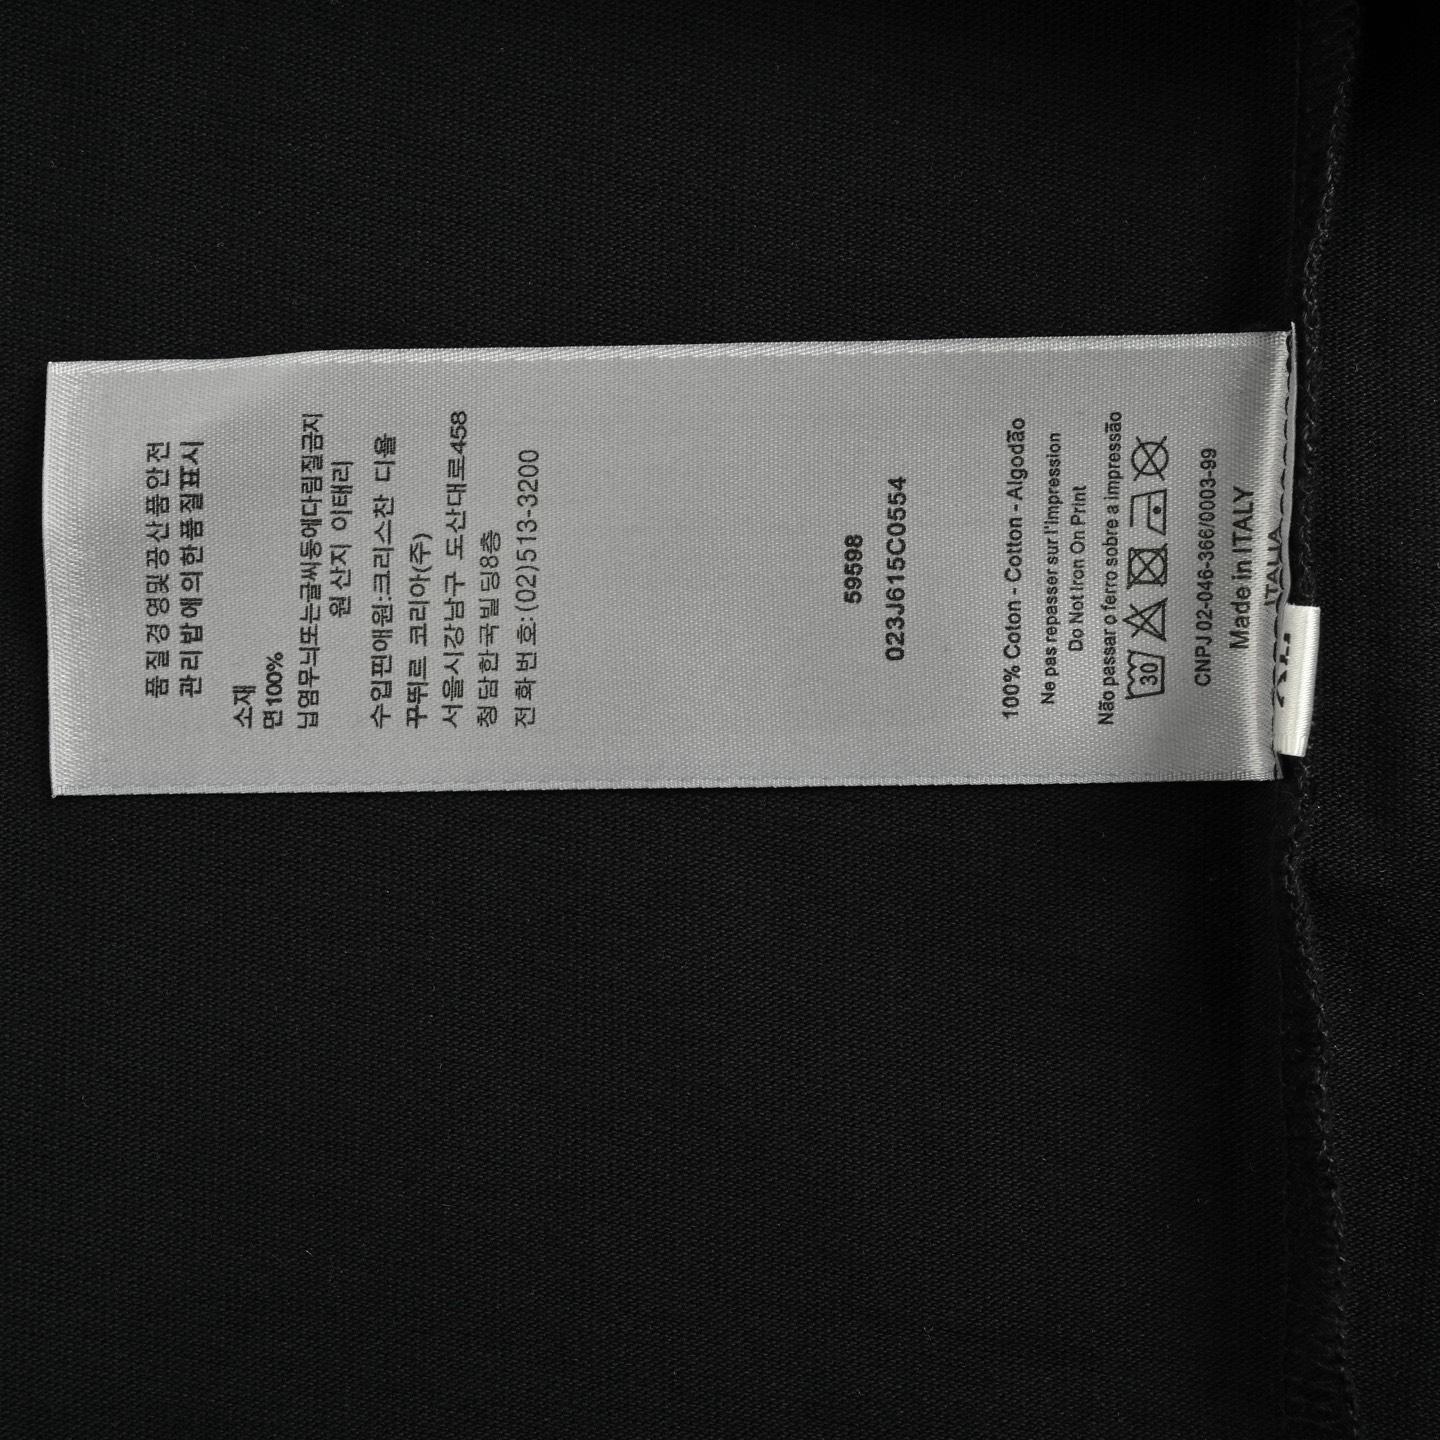 품질경영및공산품안전
관리밥에의한품질표시
소재
면100%
닙염무늬또는글씨등에다림질금지
원산지 이태리
수입핀애원:크리스찬 디율
꾸뛰르 코리아(주)
서울시강남구 도산대로458
청담한국빌딩8층
전화번호:(02)513-3200
59598
023J615C0554
100% Coton - Cotton - Algodão
Ne pas repasser sur l'impression
Do Not Iron On Print
Não passar o ferro sobre a impressão
30
CNPJ 02-046-366/0003-99
Made in ITALY
ITALIA